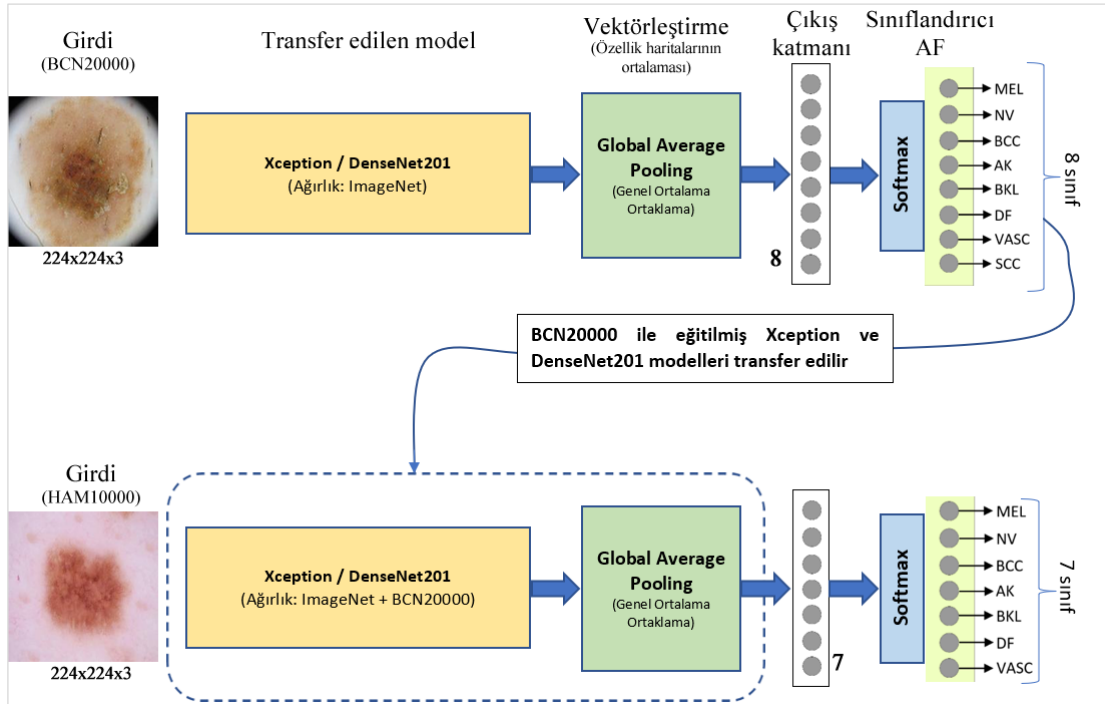 Girdi
(BCN20000)
Transfer edilen model
Vektörleştirme
(Özellik haritalarının
ortalaması)
Çıkış
katmanı
Sınıflandırıcı
AF
Xception / DenseNet201
(Ağırlık: ImageNet)
Global Average
Pooling
(Genel Ortalama
Ortaklama)
8
Softmax
MEL
NV
BCC
AK
BKL
DF
VASC
SCC
8 sınıf
224x224x3
BCN20000 ile eğitilmiş Xception ve
DenseNet201 modelleri transfer edilir
Girdi
(HAM10000)
Xception / DenseNet201
(Ağırlık: ImageNet + BCN20000)
Global Average
Pooling
(Genel Ortalama
Ortaklama)
7
Softmax
MEL
NV
BCC
AK
BKL
DF
VASC
7 sınıf
224x224x3